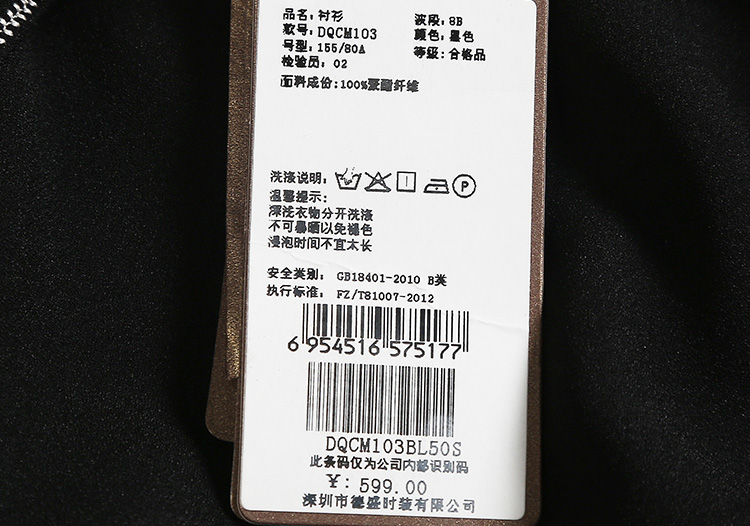 品名: 衬衫 波段: 8B
款号: DQCM103 颜色: 黑色
号型: 155/80A 等级: 合格品
检验员: 02
面料成份: 100%聚酯纤维
洗涤说明:
P
温馨提示:
深浅衣物分开洗涤
不可暴晒以免褪色
浸泡时间不宜太长
安全类别: GB18401-2010 B类
执行标准: FZ/T81007-2012
6 954516 575177
DQCM103BL50S
此条码仅为公司内部识别码
¥: 599.00
深圳市德盛时装有限公司